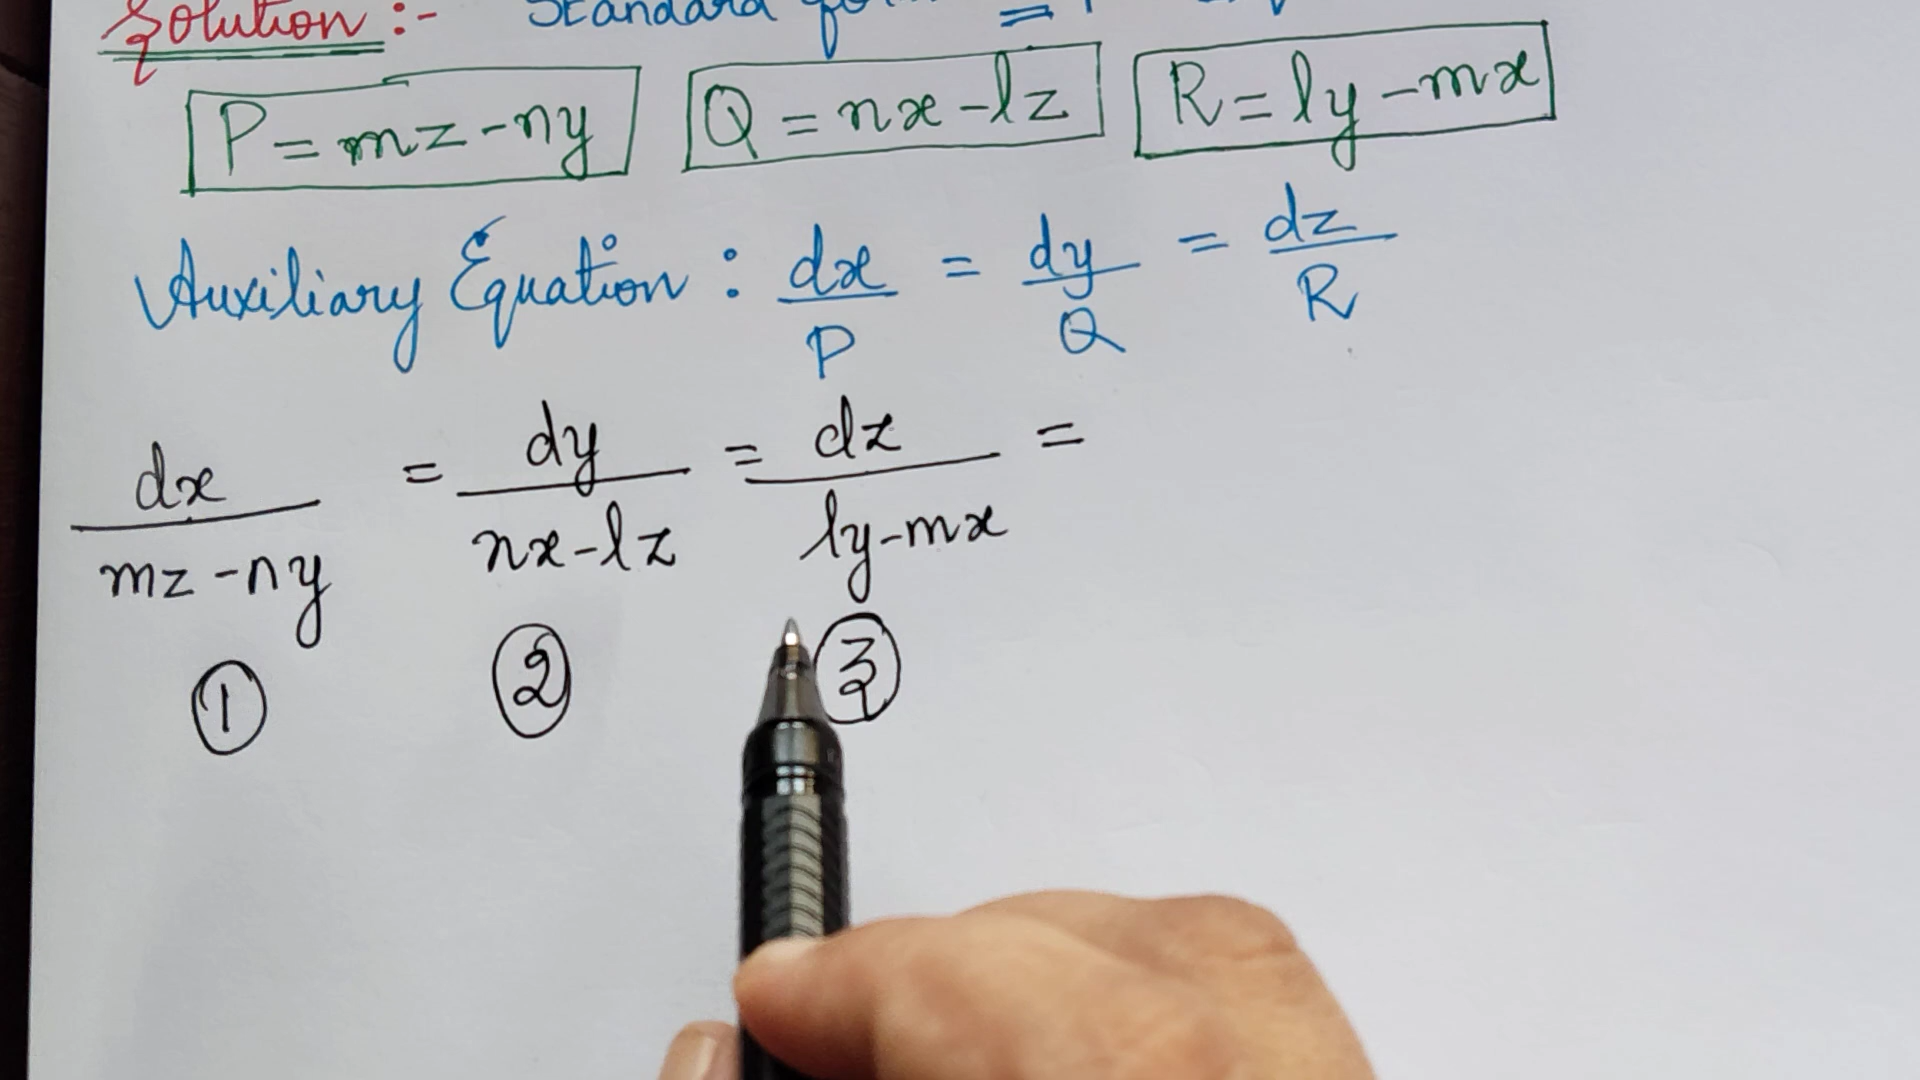 Solution :- Standard
P = mz - ny Q = nx - lz R = ly - mx
Auxiliary Equation : dx/P = dy/Q = dz/R
dx/(mz - ny) = dy/(nx - lz) = dz/(ly - mx) =
① ② ③